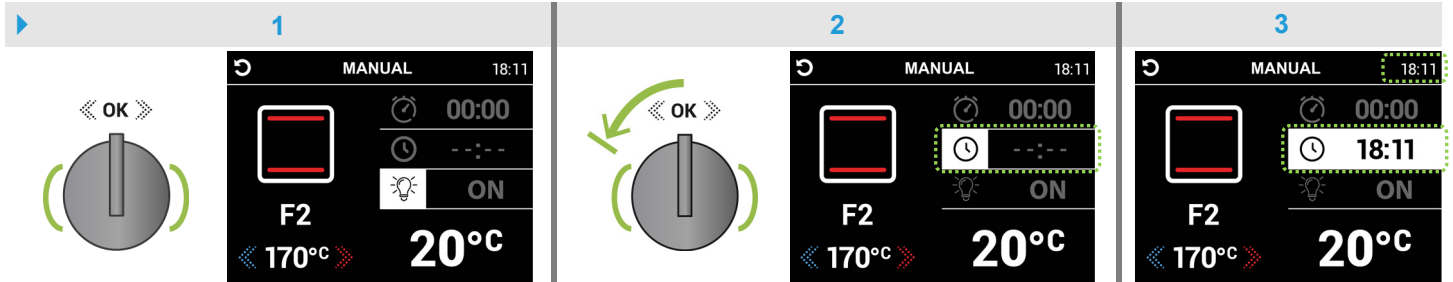 1
2
3
OK
MANUAL 18:11
00:00
--:--
ON
F2
170°C
20°C
OK
MANUAL 18:11
00:00
--:--
ON
F2
170°C
20°C
MANUAL 18:11
00:00
18:11
ON
F2
170°C
20°C